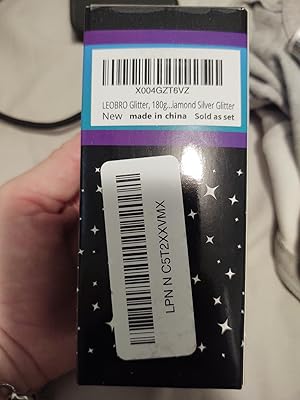 X004GZT6VZ
LEOBRO Glitter, 180g...iamond Silver Glitter
New made in china Sold as set
LPN N C5T2XXVMX